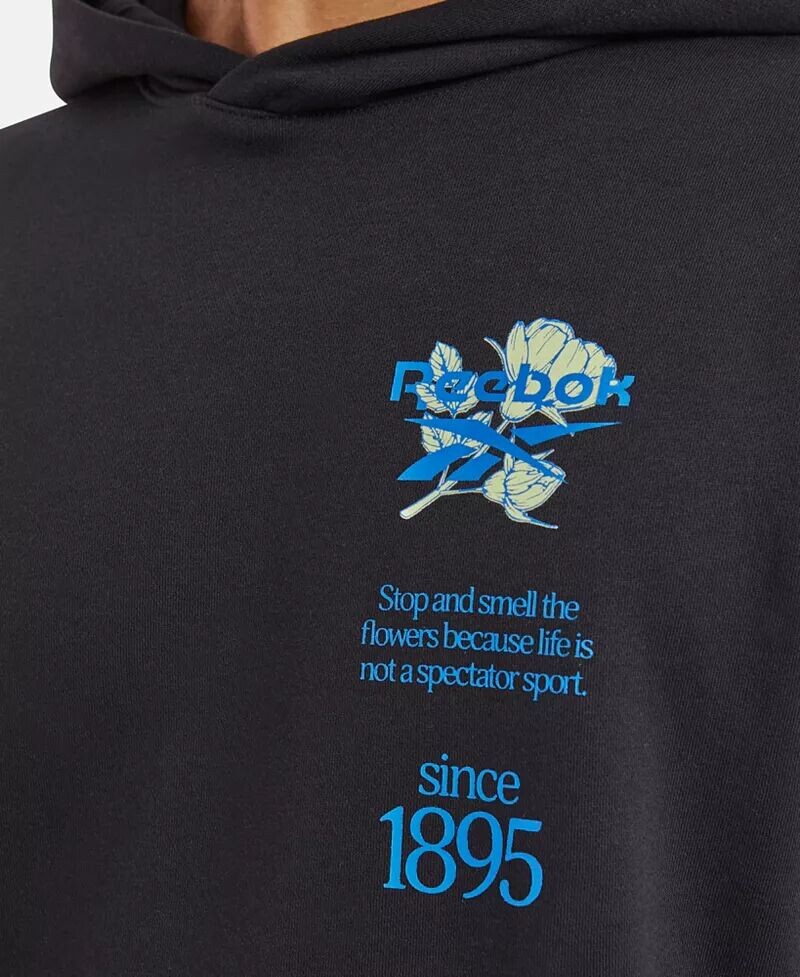 Reebok
Stop and smell the
flowers because life is
not a spectator sport.
since
1895